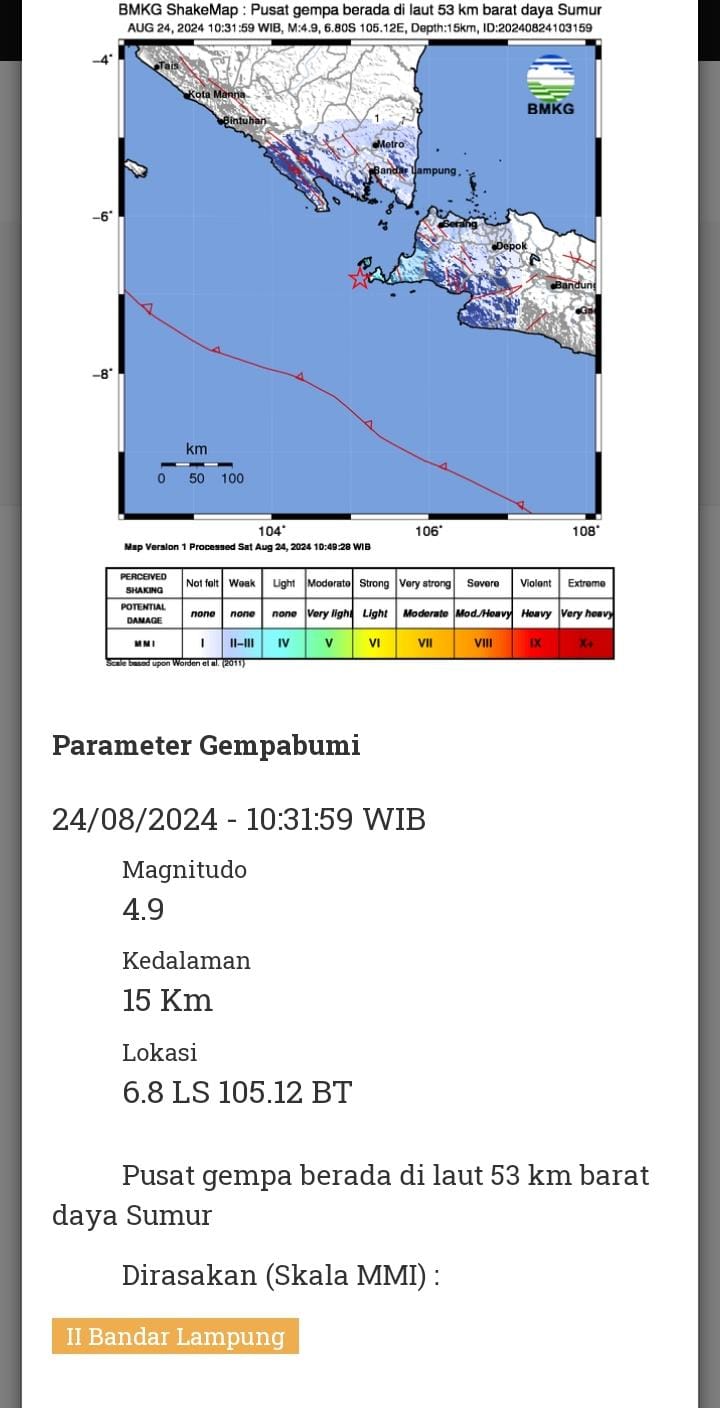 BMKG ShakeMap : Pusat gempa berada di laut 53 km barat daya Sumur
AUG 24, 2024 10:31:59 WIB, M:4.9, 6.80S 105.12E, Depth:15km, ID:20240824103159
-4°
Tais
Kota Manna
Bintuhan
BMKG
1
Metro
Bandar Lampung
-6°
Serang
Depok
Bandung
-8°
km
0 50 100
104° 106° 108°
Map Version 1 Processed Sat Aug 24, 2024 10:49:28 WIB
PERCEIVED SHAKING Not felt Weak Light Moderate Strong Very strong Severe Violent Extreme
POTENTIAL DAMAGE none none none Very light Light Moderate Mod./Heavy Heavy Very heavy
MMI I II-III IV V VI VII VIII IX X+
Scale based upon Worden et al. (2011)
Parameter Gempabumi
24/08/2024 - 10:31:59 WIB
Magnitudo
4.9
Kedalaman
15 Km
Lokasi
6.8 LS 105.12 BT
Pusat gempa berada di laut 53 km barat
daya Sumur
Dirasakan (Skala MMI) :
II Bandar Lampung